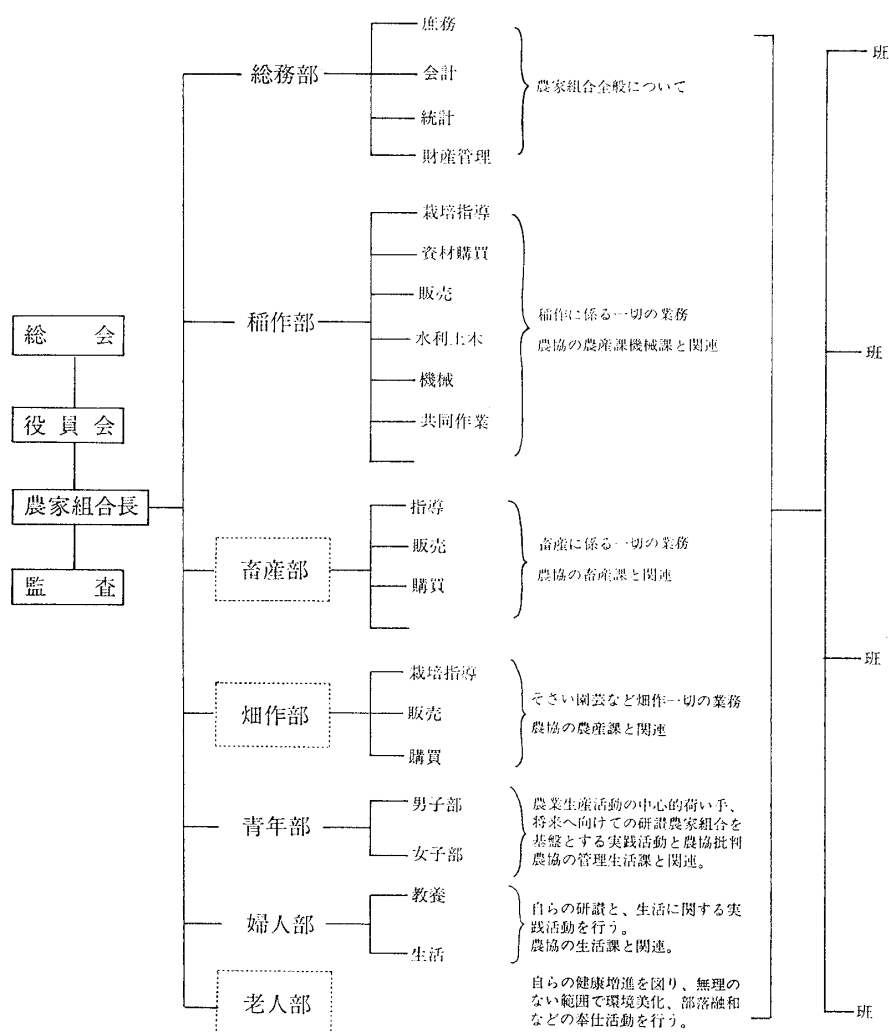 総会
役員会
農家組合長
監査
総務部
庶務
会計
統計
財産管理
農家組合全般について
稲作部
栽培指導
資材購買
販売
水利土木
機械
共同作業
稲作に係る一切の業務
農協の農産課機械課と関連
畜産部
指導
販売
購買
畜産に係る一切の業務
農協の畜産課と関連
畑作部
栽培指導
販売
購買
そさい園芸など畑作一切の業務
農協の農産課と関連
青年部
男子部
女子部
農業生産活動の中心的荷い手、
将来へ向けての研讃農家組合を
基盤とする実践活動と農協批判
農協の管理生活課と関連。
婦人部
教養
生活
自らの研讃と、生活に関する実
践活動を行う。
農協の生活課と関連。
老人部
自らの健康増進を図り、無理の
ない範囲で環境美化、部落融和
などの奉仕活動を行う。
班
班
班
班